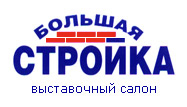 БОЛЬШАЯ
СТРОЙКА
выставочный салон